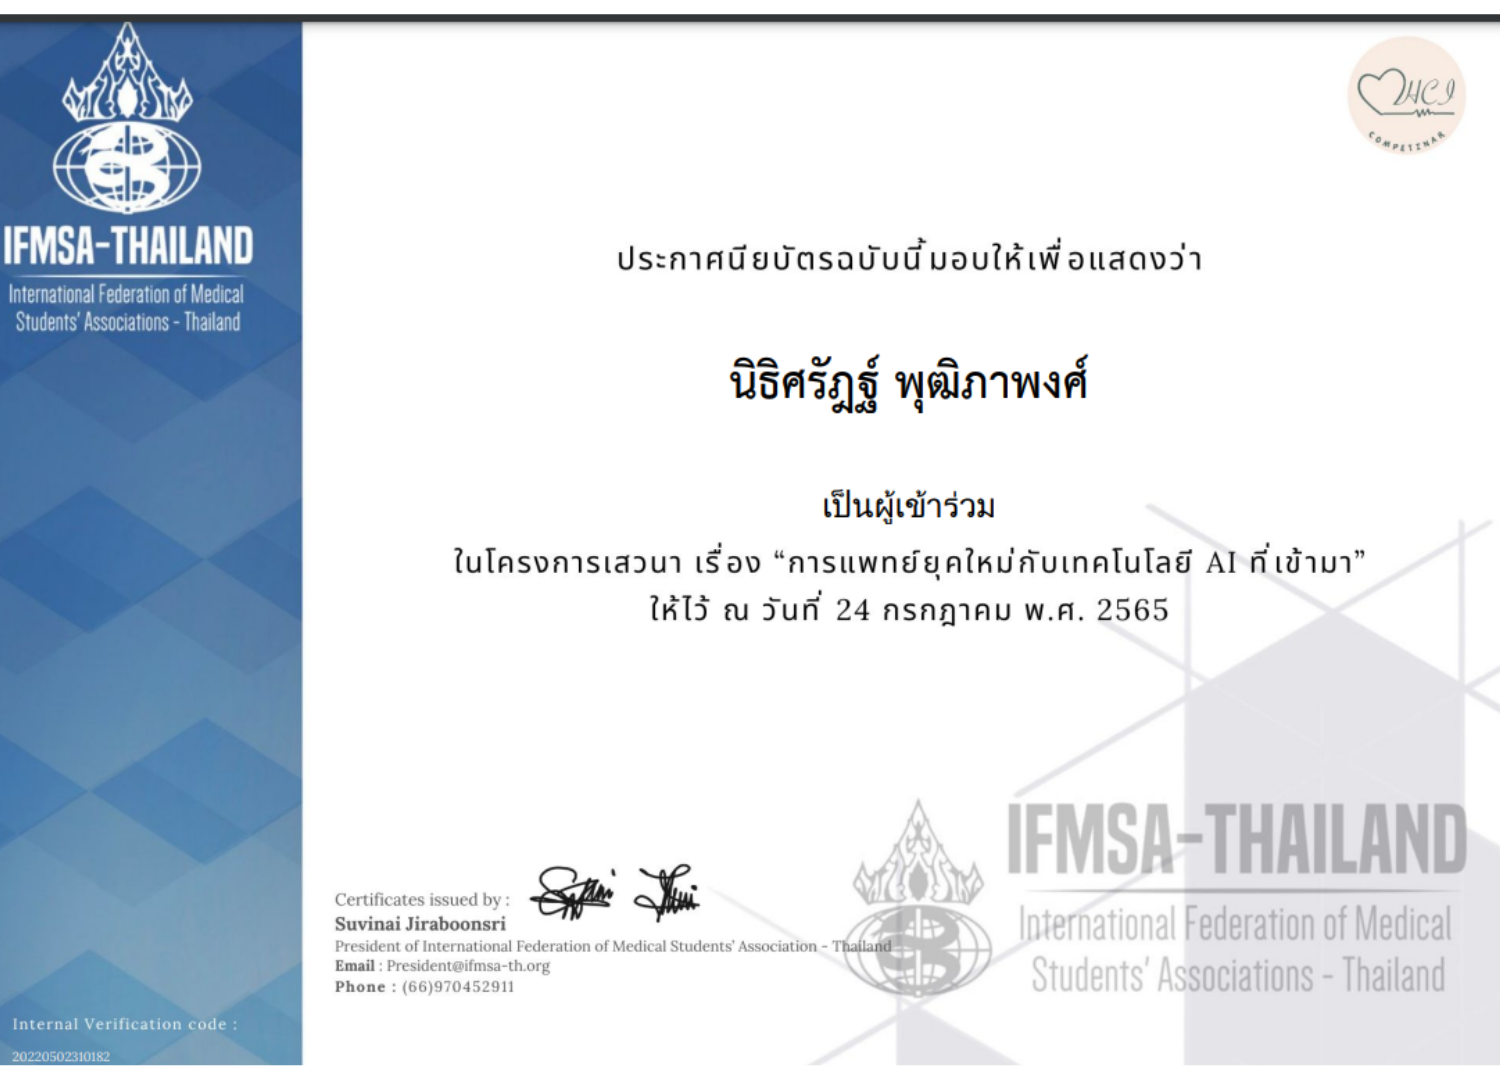 IFMSA-THAILAND
International Federation of Medical
Students' Associations - Thailand
HCI
COMPETINAR
ประกาศนียบัตรฉบับนี้มอบให้เพื่อแสดงว่า
นิธิศรัฎฐ์ พุฒิภาพงศ์
เป็นผู้เข้าร่วม
ในโครงการเสวนา เรื่อง “การแพทย์ยุคใหม่กับเทคโนโลยี AI ที่เข้ามา”
ให้ไว้ ณ วันที่ 24 กรกฎาคม พ.ศ. 2565
Certificates issued by :
Suvinai Jiraboonsri
President of International Federation of Medical Students' Association - Thailand
Email : President@ifmsa-th.org
Phone : (66)970452911
IFMSA-THAILAND
International Federation of Medical
Students' Associations - Thailand
Internal Verification code :
20220502310182